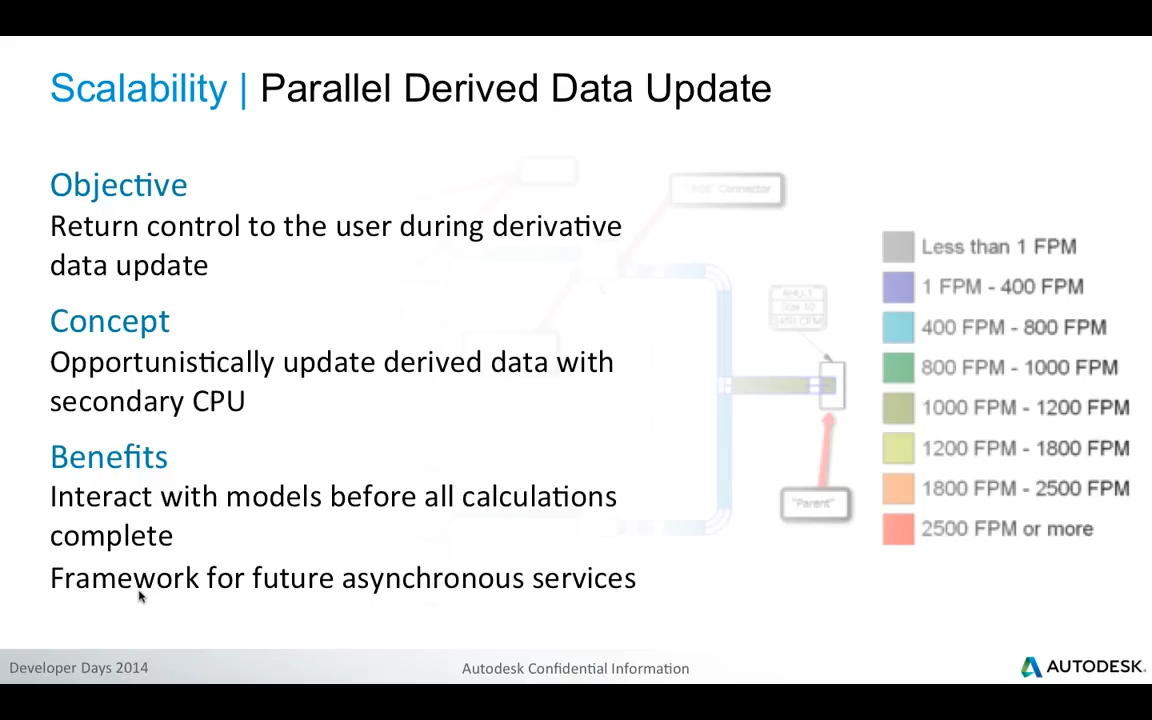 Scalability | Parallel Derived Data Update
Objective
Return control to the user during derivative
data update
Concept
Opportunistically update derived data with
secondary CPU
Benefits
Interact with models before all calculations
complete
Framework for future asynchronous services
Connector
"Parent"
Less than 1 FPM
1 FPM - 400 FPM
400 FPM - 800 FPM
800 FPM - 1000 FPM
1000 FPM - 1200 FPM
1200 FPM - 1800 FPM
1800 FPM - 2500 FPM
2500 FPM or more
Developer Days 2014
Autodesk Confidential Information
AUTODESK.